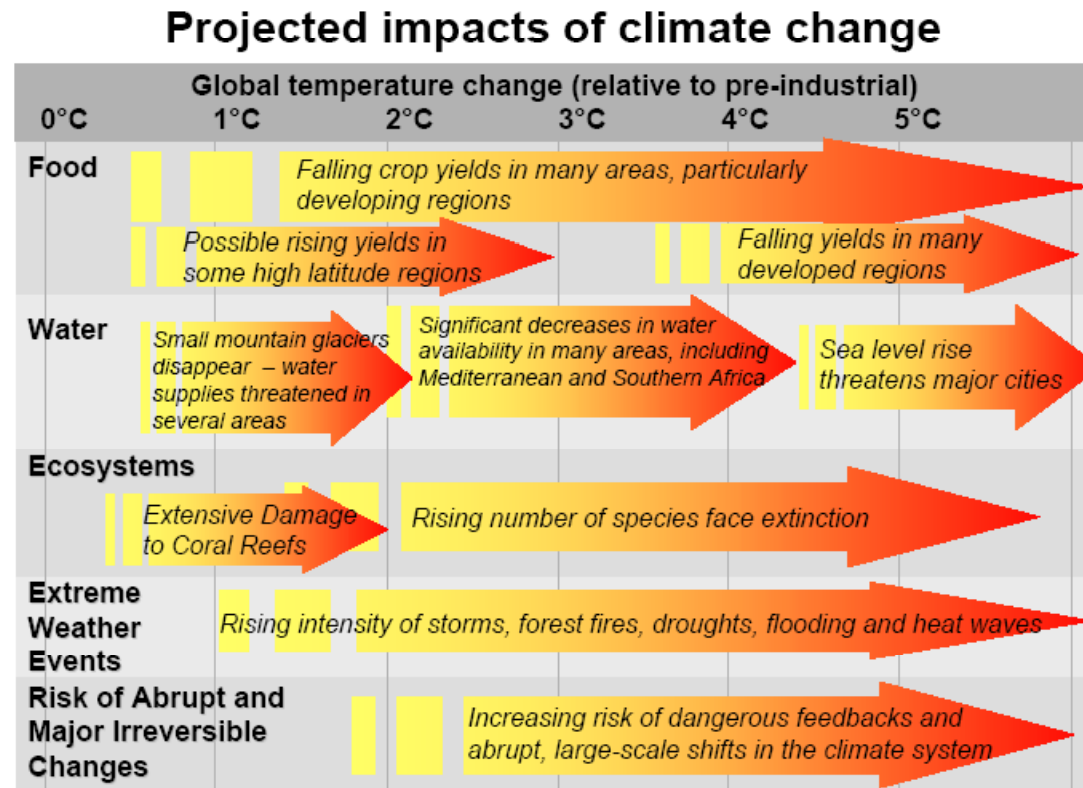 Projected impacts of climate change
Global temperature change (relative to pre-industrial)
0°C 1°C 2°C 3°C 4°C 5°C
Food
Falling crop yields in many areas, particularly
developing regions
Possible rising yields in
some high latitude regions
Falling yields in many
developed regions
Water
Small mountain glaciers
disappear – water
supplies threatened in
several areas
Significant decreases in water
availability in many areas, including
Mediterranean and Southern Africa
Sea level rise
threatens major cities
Ecosystems
Extensive Damage
to Coral Reefs
Rising number of species face extinction
Extreme
Weather
Events
Rising intensity of storms, forest fires, droughts, flooding and heat waves
Risk of Abrupt and
Major Irreversible
Changes
Increasing risk of dangerous feedbacks and
abrupt, large-scale shifts in the climate system